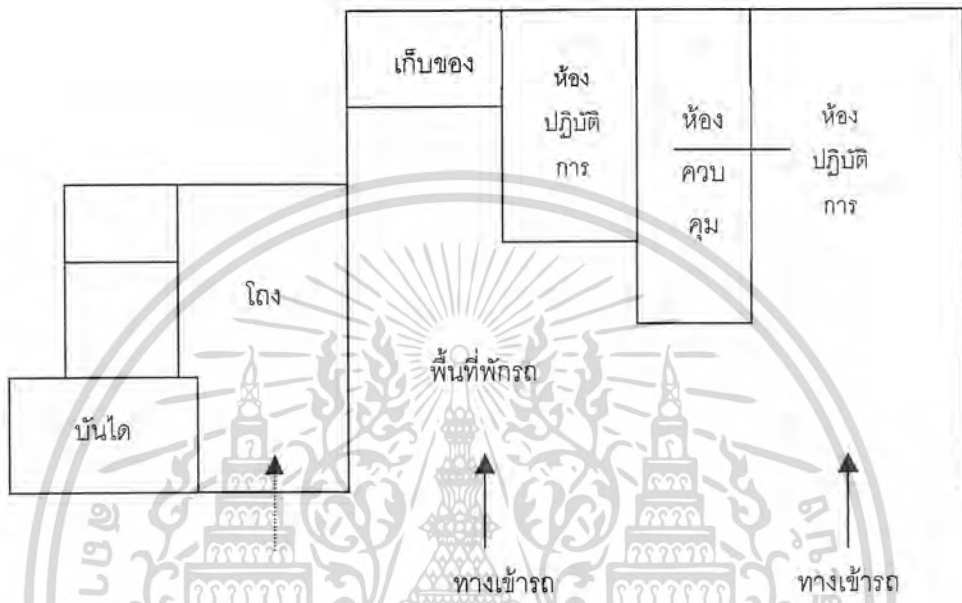 เก็บของ
ห้อง
ปฏิบัติ
การ
ห้อง
ควบ
คุม
ห้อง
ปฏิบัติ
การ
โถง
พื้นที่พักรถ
บันได
ทางเข้ารถ
ทางเข้ารถ